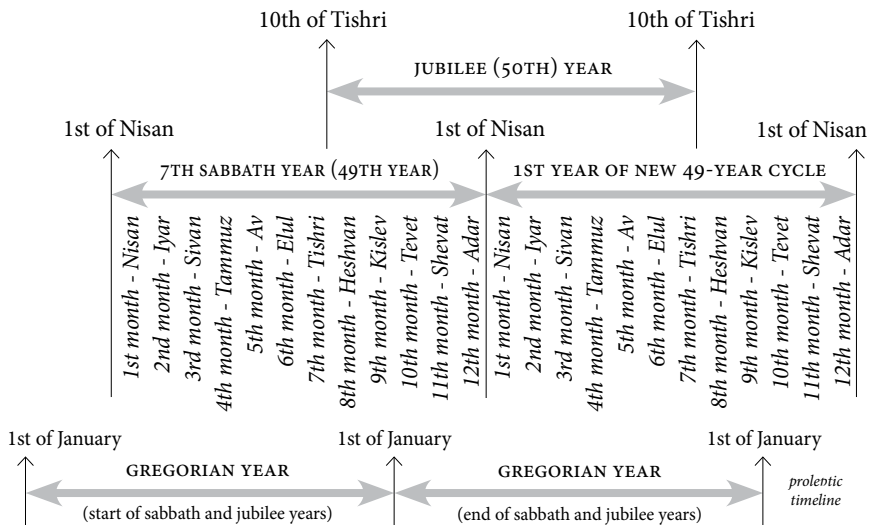 10th of Tishri 10th of Tishri
JUBILEE (50TH) YEAR
1st of Nisan 1st of Nisan 1st of Nisan
7TH SABBATH YEAR (49TH YEAR) 1ST YEAR OF NEW 49-YEAR CYCLE
1st month - Nisan
2nd month - Iyar
3rd month - Sivan
4th month - Tammuz
5th month - Av
6th month - Elul
7th month - Tishri
8th month - Heshvan
9th month - Kislev
10th month - Tevet
11th month - Shevat
12th month - Adar
1st month - Nisan
2nd month - Iyar
3rd month - Sivan
4th month - Tammuz
5th month - Av
6th month - Elul
7th month - Tishri
8th month - Heshvan
9th month - Kislev
10th month - Tevet
11th month - Shevat
12th month - Adar
1st of January 1st of January 1st of January
GREGORIAN YEAR GREGORIAN YEAR
(start of sabbath and jubilee years) (end of sabbath and jubilee years)
proleptic
timeline